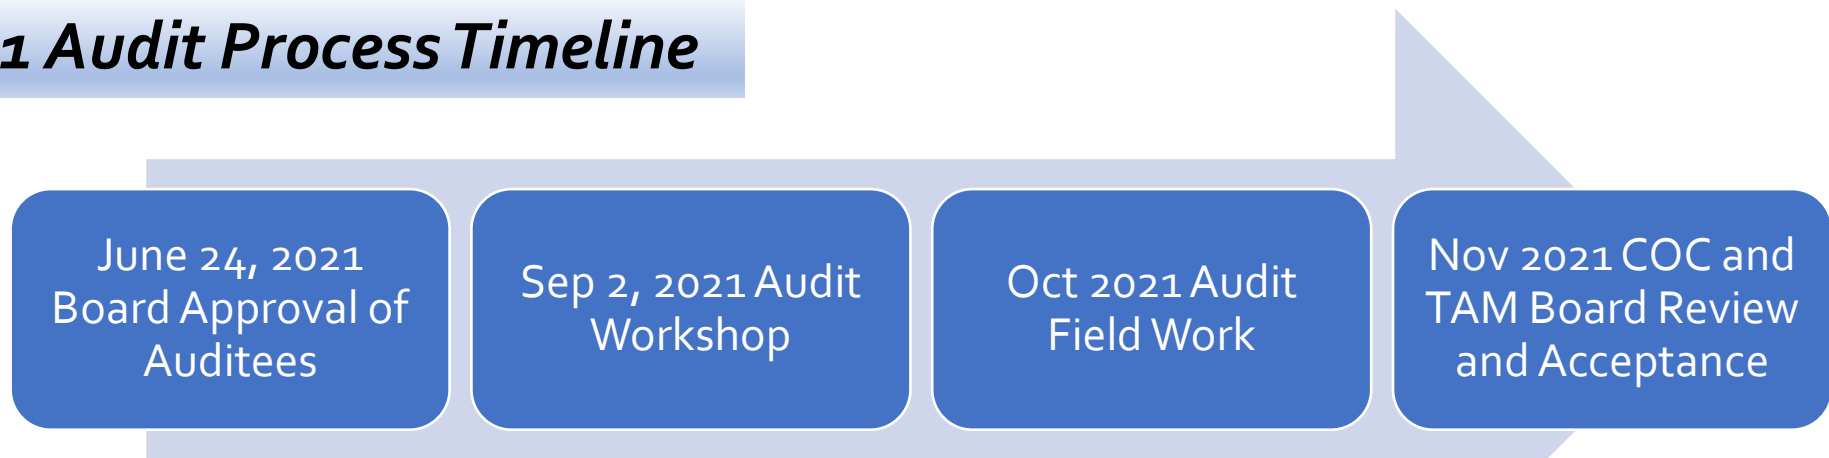 1 Audit Process Timeline
June 24, 2021
Board Approval of
Auditees
Sep 2, 2021 Audit
Workshop
Oct 2021 Audit
Field Work
Nov 2021 COC and
TAM Board Review
and Acceptance